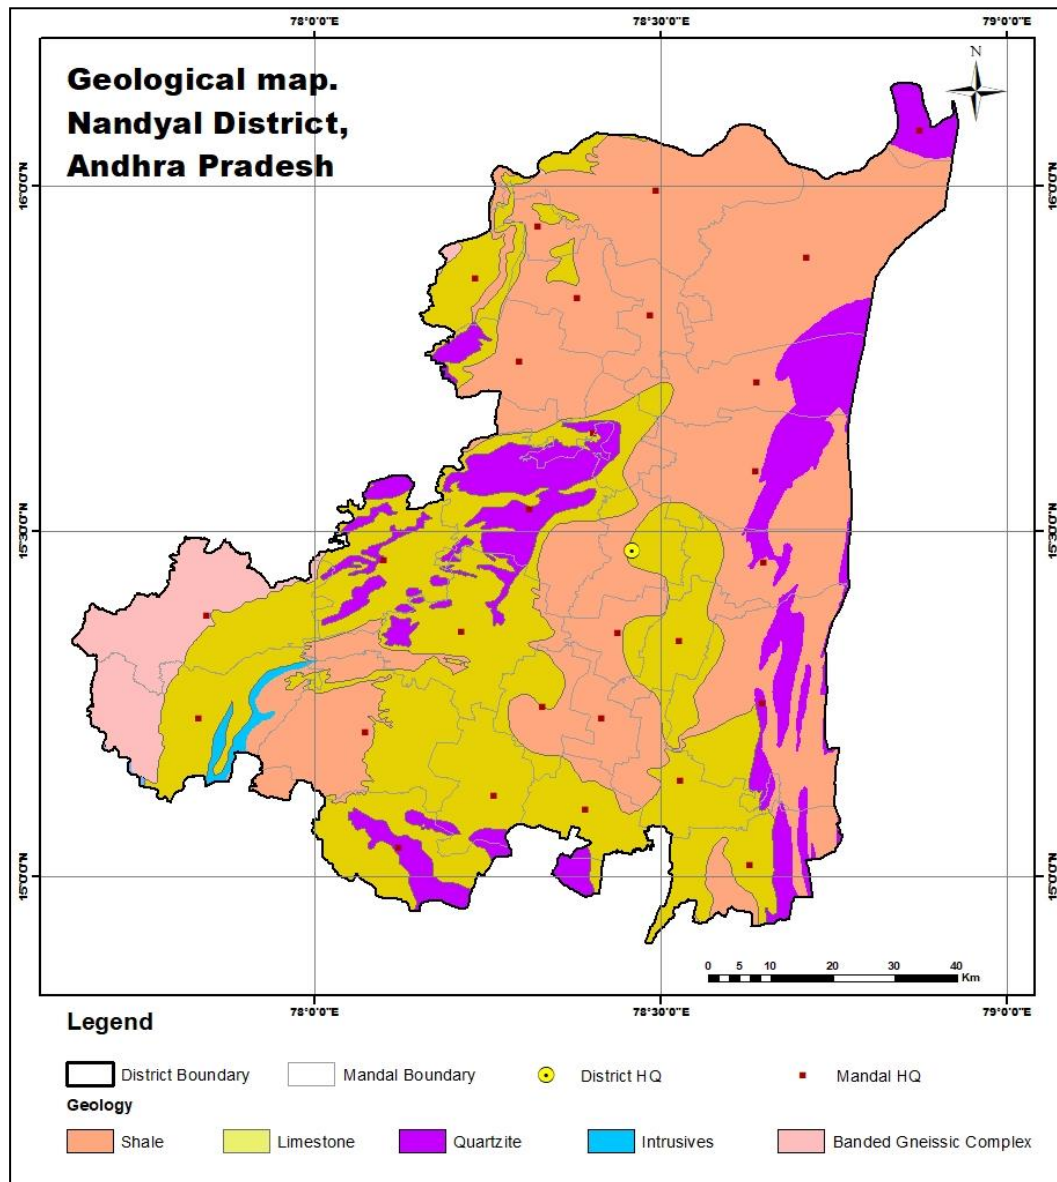 78°0'0"E 78°30'0"E 79°0'0"E
N
Geological map.
Nandyal District,
Andhra Pradesh
16°0'0"N 16°0'0"N
15°30'0"N 15°30'0"N
15°0'0"N 15°0'0"N
0 5 10 20 30 40
Km
78°0'0"E 78°30'0"E 79°0'0"E
Legend
District Boundary Mandal Boundary District HQ Mandal HQ
Geology
Shale Limestone Quartzite Intrusives Banded Gneissic Complex